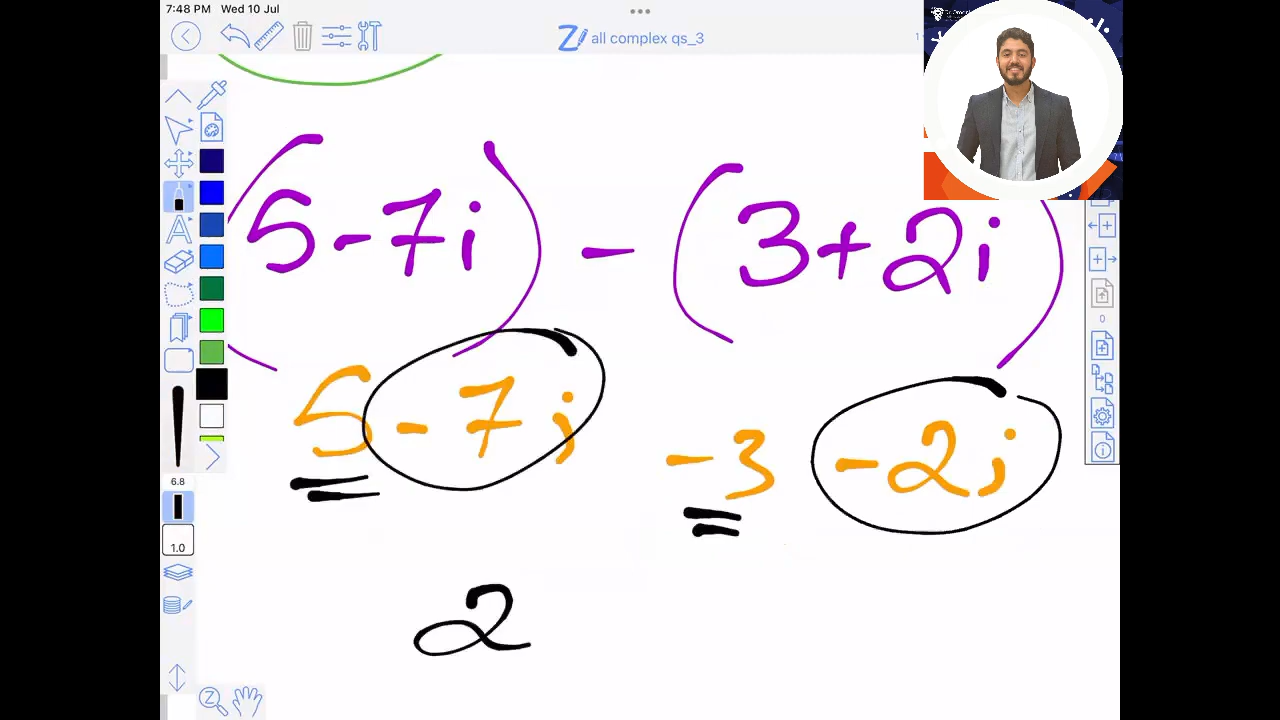 7:48 PM Wed 10 Jul
all complex qs_3
(5-7i) - (3+2i)
5-7i -3 -2i
2
6.8
1.0
0